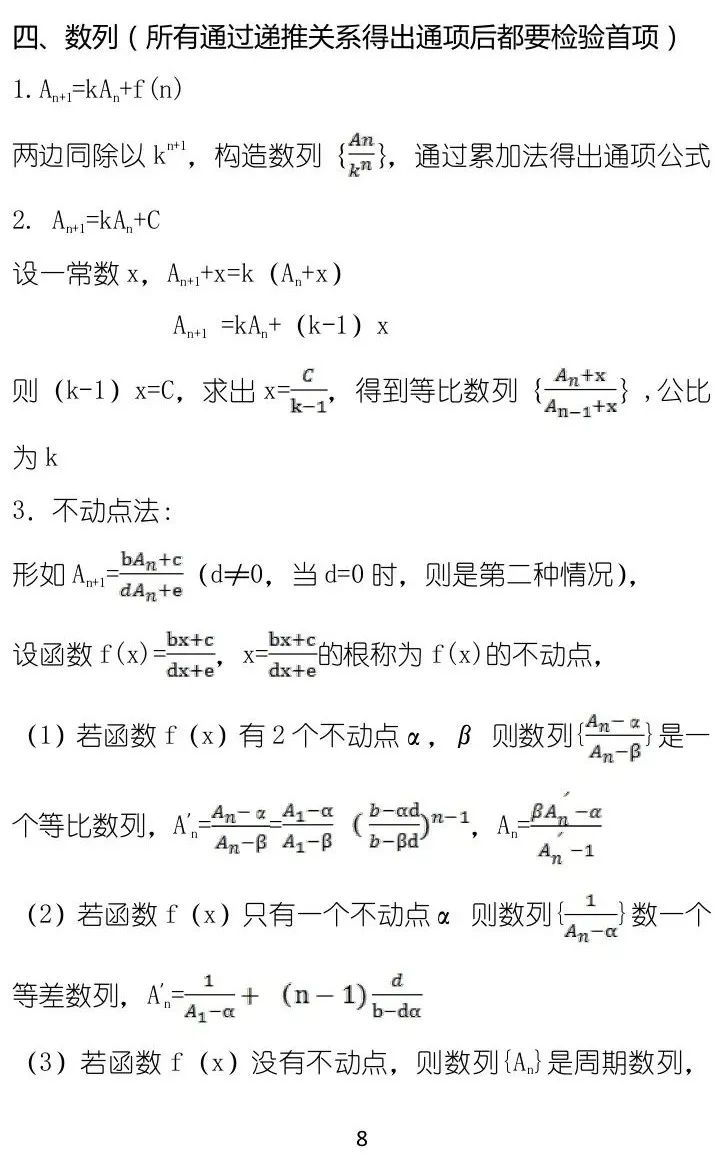 四、数列(所有通过递推关系得出通项后都要检验首项)
1. Aₙ₊₁=kAₙ+f(n)
两边同除以 kⁿ⁺¹，构造数列 {An/kⁿ}，通过累加法得出通项公式
2. Aₙ₊₁=kAₙ+C
设一常数 x，Aₙ₊₁+x=k（Aₙ+x）
Aₙ₊₁ =kAₙ+（k-1）x
则（k-1）x=C，求出 x=C/(k−1)，得到等比数列 {(Aₙ+x)/(Aₙ₋₁+x)} ,公比
为 k
3. 不动点法:
形如 Aₙ₊₁=(bAₙ+c)/(dAₙ+e)（d≠0，当 d=0 时，则是第二种情况），
设函数 f(x)=(bx+c)/(dx+e)，x=(bx+c)/(dx+e)的根称为 f(x)的不动点，
（1）若函数 f（x）有 2 个不动点 α，β 则数列{(Aₙ−α)/(Aₙ−β)}是一
个等比数列，A′ₙ=(Aₙ−α)/(Aₙ−β)=(A₁−α)/(A₁−β) ((b−αd)/(b−βd))ⁿ⁻¹，Aₙ=(βAₙ′−α)/(Aₙ′−1)
（2）若函数 f（x）只有一个不动点 α 则数列{1/(Aₙ−α)}数一个
等差数列，A′ₙ=1/(A₁−α)+ (n−1)d/(b−dα)
（3）若函数 f（x）没有不动点，则数列{Aₙ}是周期数列，
8